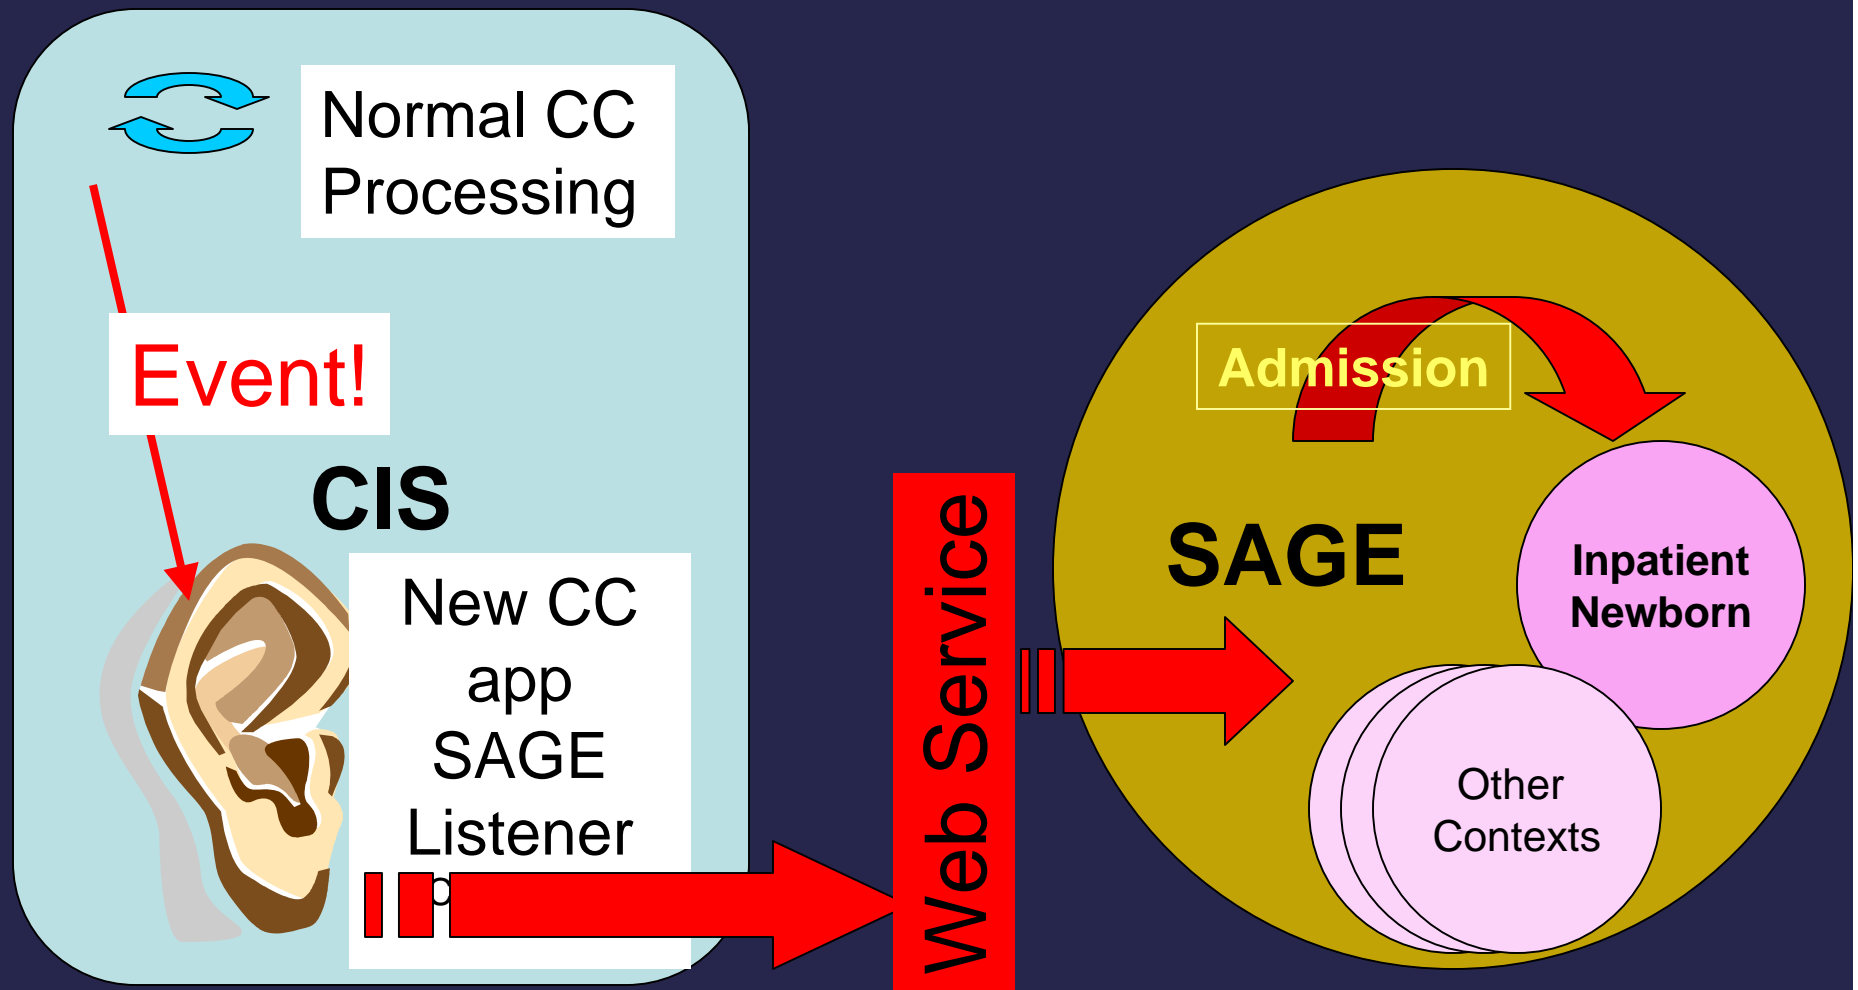 Normal CC
Processing
Event!
CIS
New CC
app
SAGE
Listener
Web Service
Admission
SAGE
Inpatient
Newborn
Other
Contexts